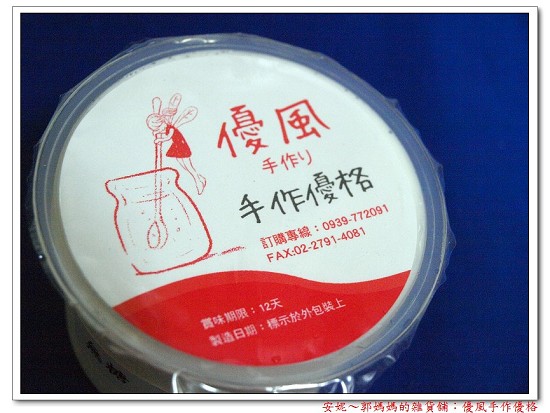 優風
手作り
手作優格
訂購專線：0939-772091
FAX:02-2791-4081
賞味期限：12天
製造日期：標示於外包裝上
安妮～郭媽媽的雜貨舖：優風手作優格